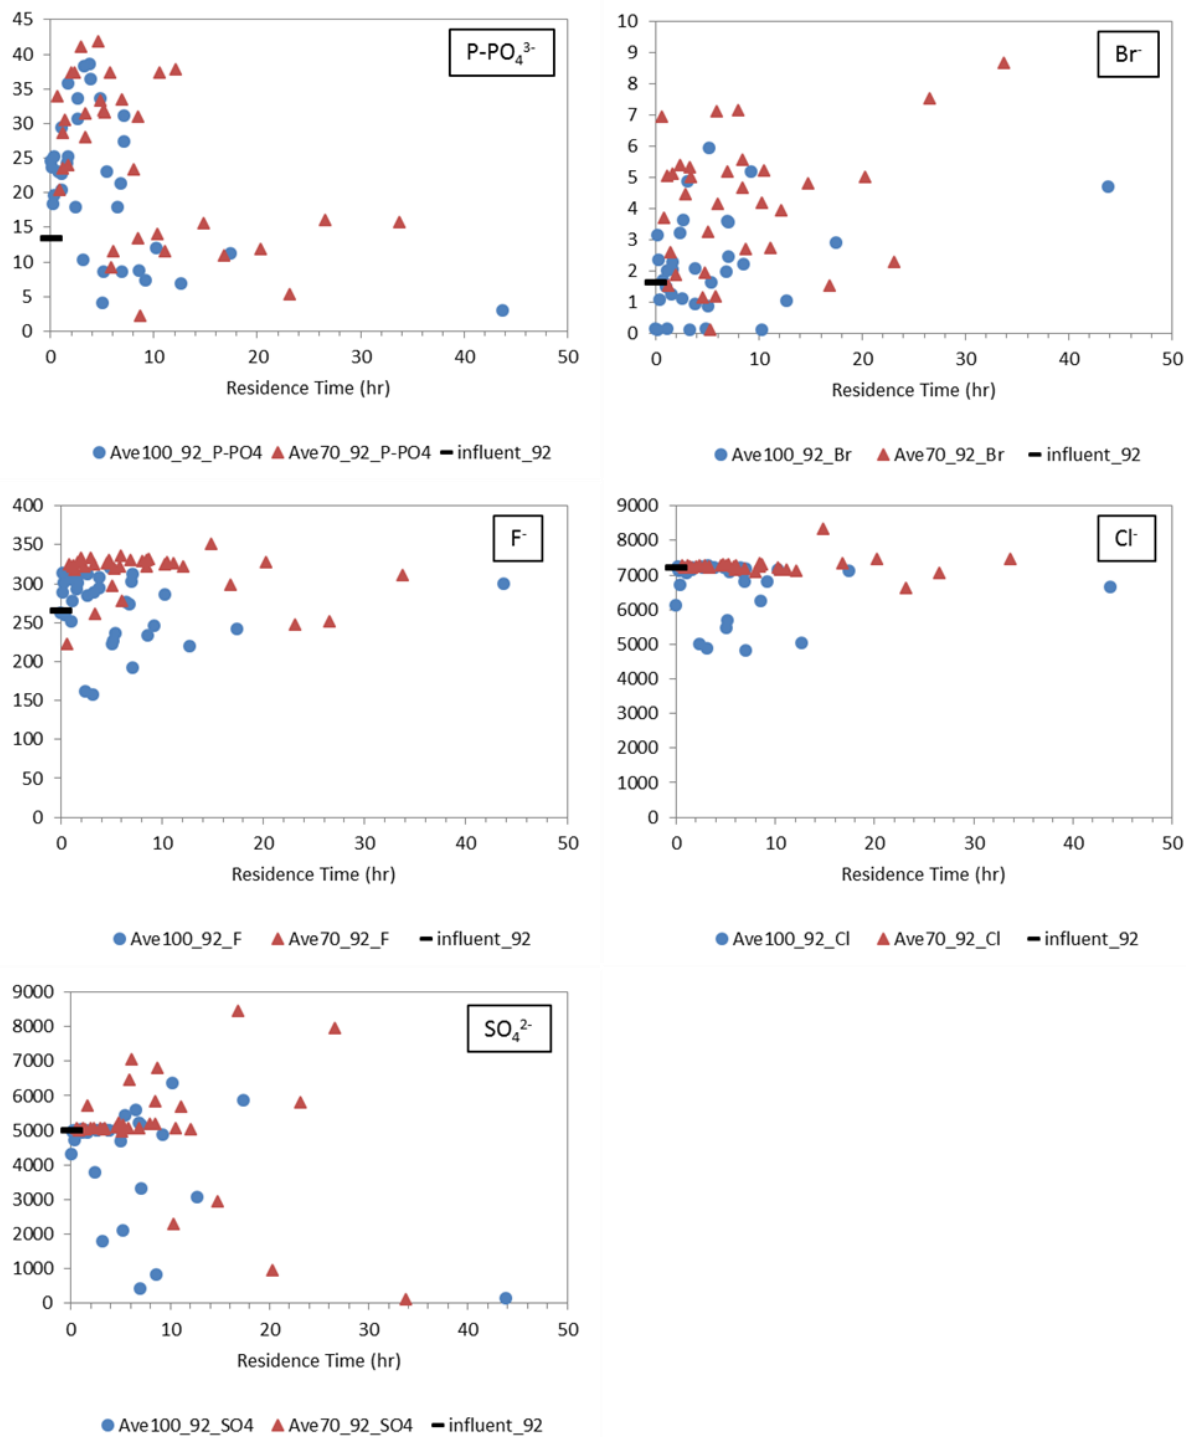 P-PO₄³⁻
45
40
35
30
25
20
15
10
5
0
0 10 20 30 40 50
Residence Time (hr)
Ave100_92_P-PO4 Ave70_92_P-PO4 influent_92
Br⁻
10
9
8
7
6
5
4
3
2
1
0
0 10 20 30 40 50
Residence Time (hr)
Ave100_92_Br Ave70_92_Br influent_92
F⁻
400
350
300
250
200
150
100
50
0
0 10 20 30 40 50
Residence Time (hr)
Ave100_92_F Ave70_92_F influent_92
Cl⁻
9000
8000
7000
6000
5000
4000
3000
2000
1000
0
0 10 20 30 40 50
Residence Time (hr)
Ave100_92_Cl Ave70_92_Cl influent_92
SO₄²⁻
9000
8000
7000
6000
5000
4000
3000
2000
1000
0
0 10 20 30 40 50
Residence Time (hr)
Ave100_92_SO4 Ave70_92_SO4 influent_92